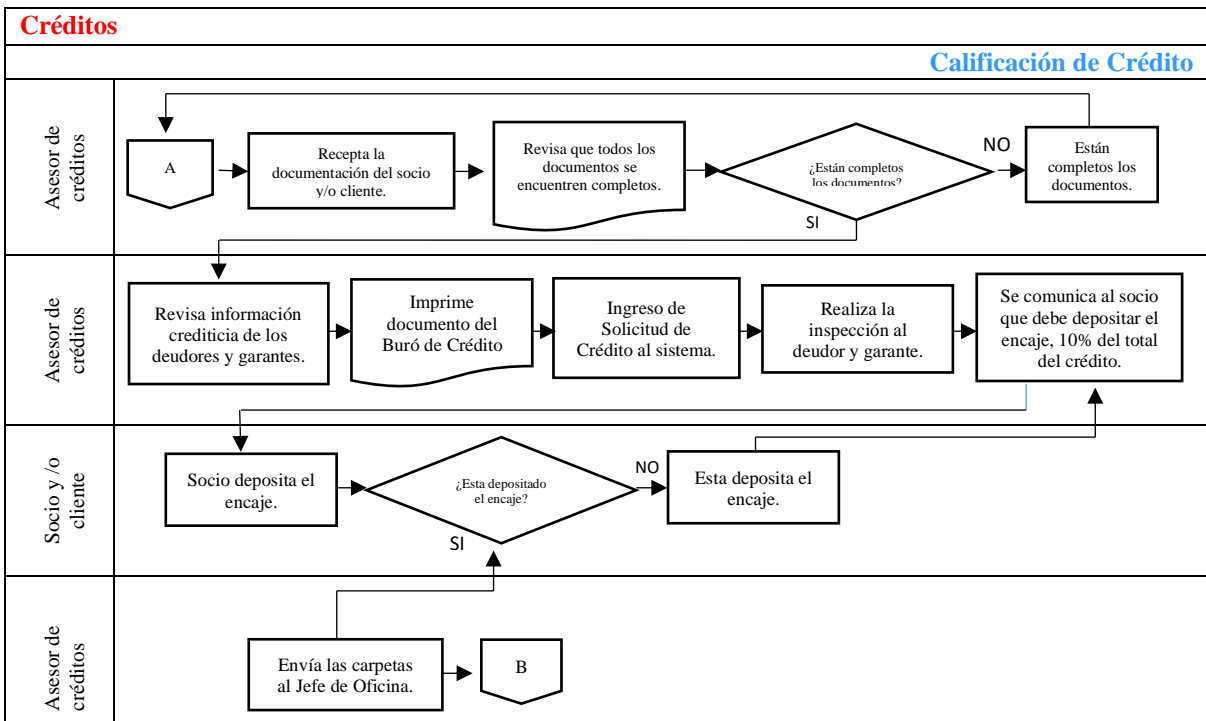 Créditos
Calificación de Crédito
Asesor de
créditos
A
Recepta la
documentación del socio
y/o cliente.
Revisa que todos los
documentos se
encuentren completos.
¿Están completos
los documentos?
NO
SI
Están
completos los
documentos.
Asesor de
créditos
Revisa información
crediticia de los
deudores y garantes.
Imprime
documento del
Buró de Crédito
Ingreso de
Solicitud de
Crédito al sistema.
Realiza la
inspección al
deudor y garante.
Se comunica al socio
que debe depositar el
encaje, 10% del total
del crédito.
Socio y /o
cliente
Socio deposita el
encaje.
¿Esta depositado
el encaje?
NO
SI
Esta deposita el
encaje.
Asesor de
créditos
Envía las carpetas
al Jefe de Oficina.
B